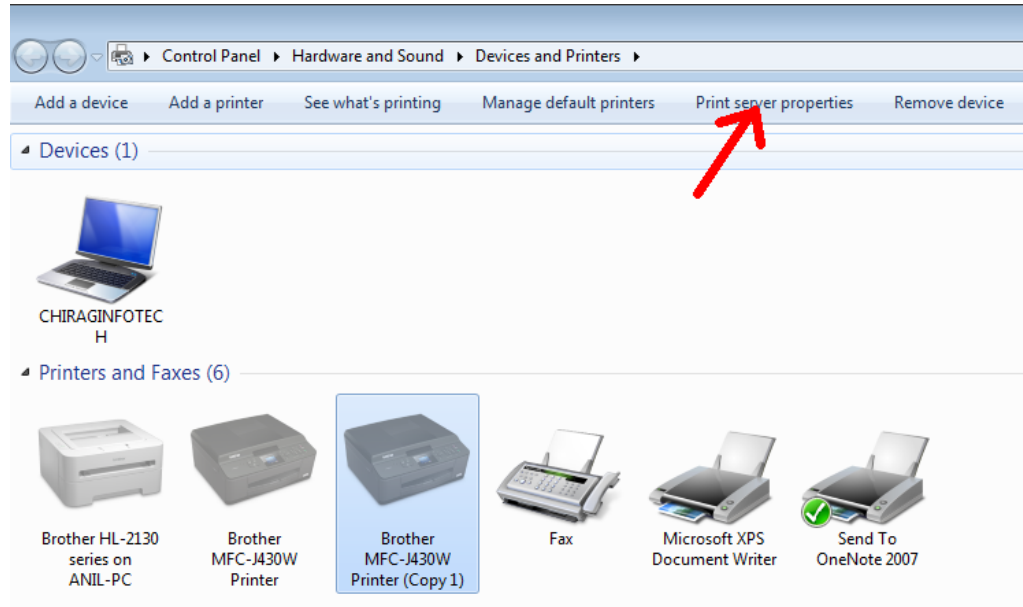 Control Panel Hardware and Sound Devices and Printers
Add a device Add a printer See what's printing Manage default printers Print server properties Remove device
Devices (1)
CHIRAGINFOTEC
H
Printers and Faxes (6)
Brother HL-2130
series on
ANIL-PC
Brother
MFC-J430W
Printer
Brother
MFC-J430W
Printer (Copy 1)
Fax
Microsoft XPS
Document Writer
Send To
OneNote 2007